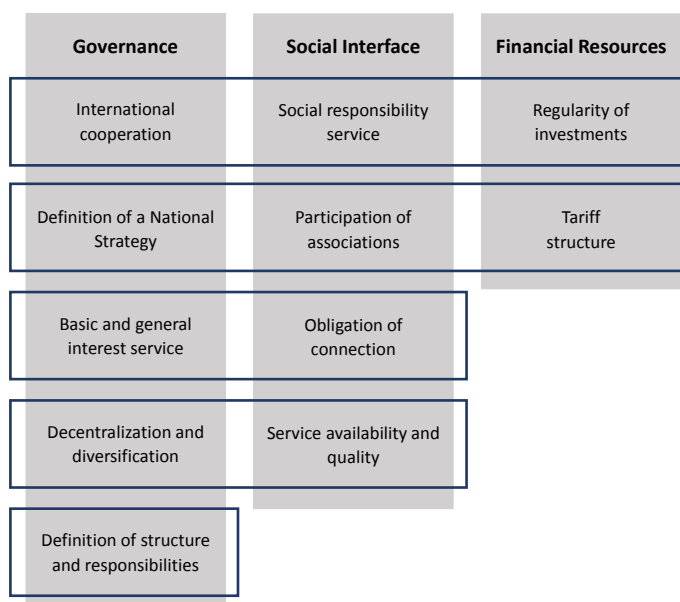 Governance
Social Interface
Financial Resources
International
cooperation
Social responsibility
service
Regularity of
investments
Definition of a National
Strategy
Participation of
associations
Tariff
structure
Basic and general
interest service
Obligation of
connection
Decentralization and
diversification
Service availability and
quality
Definition of structure
and responsibilities